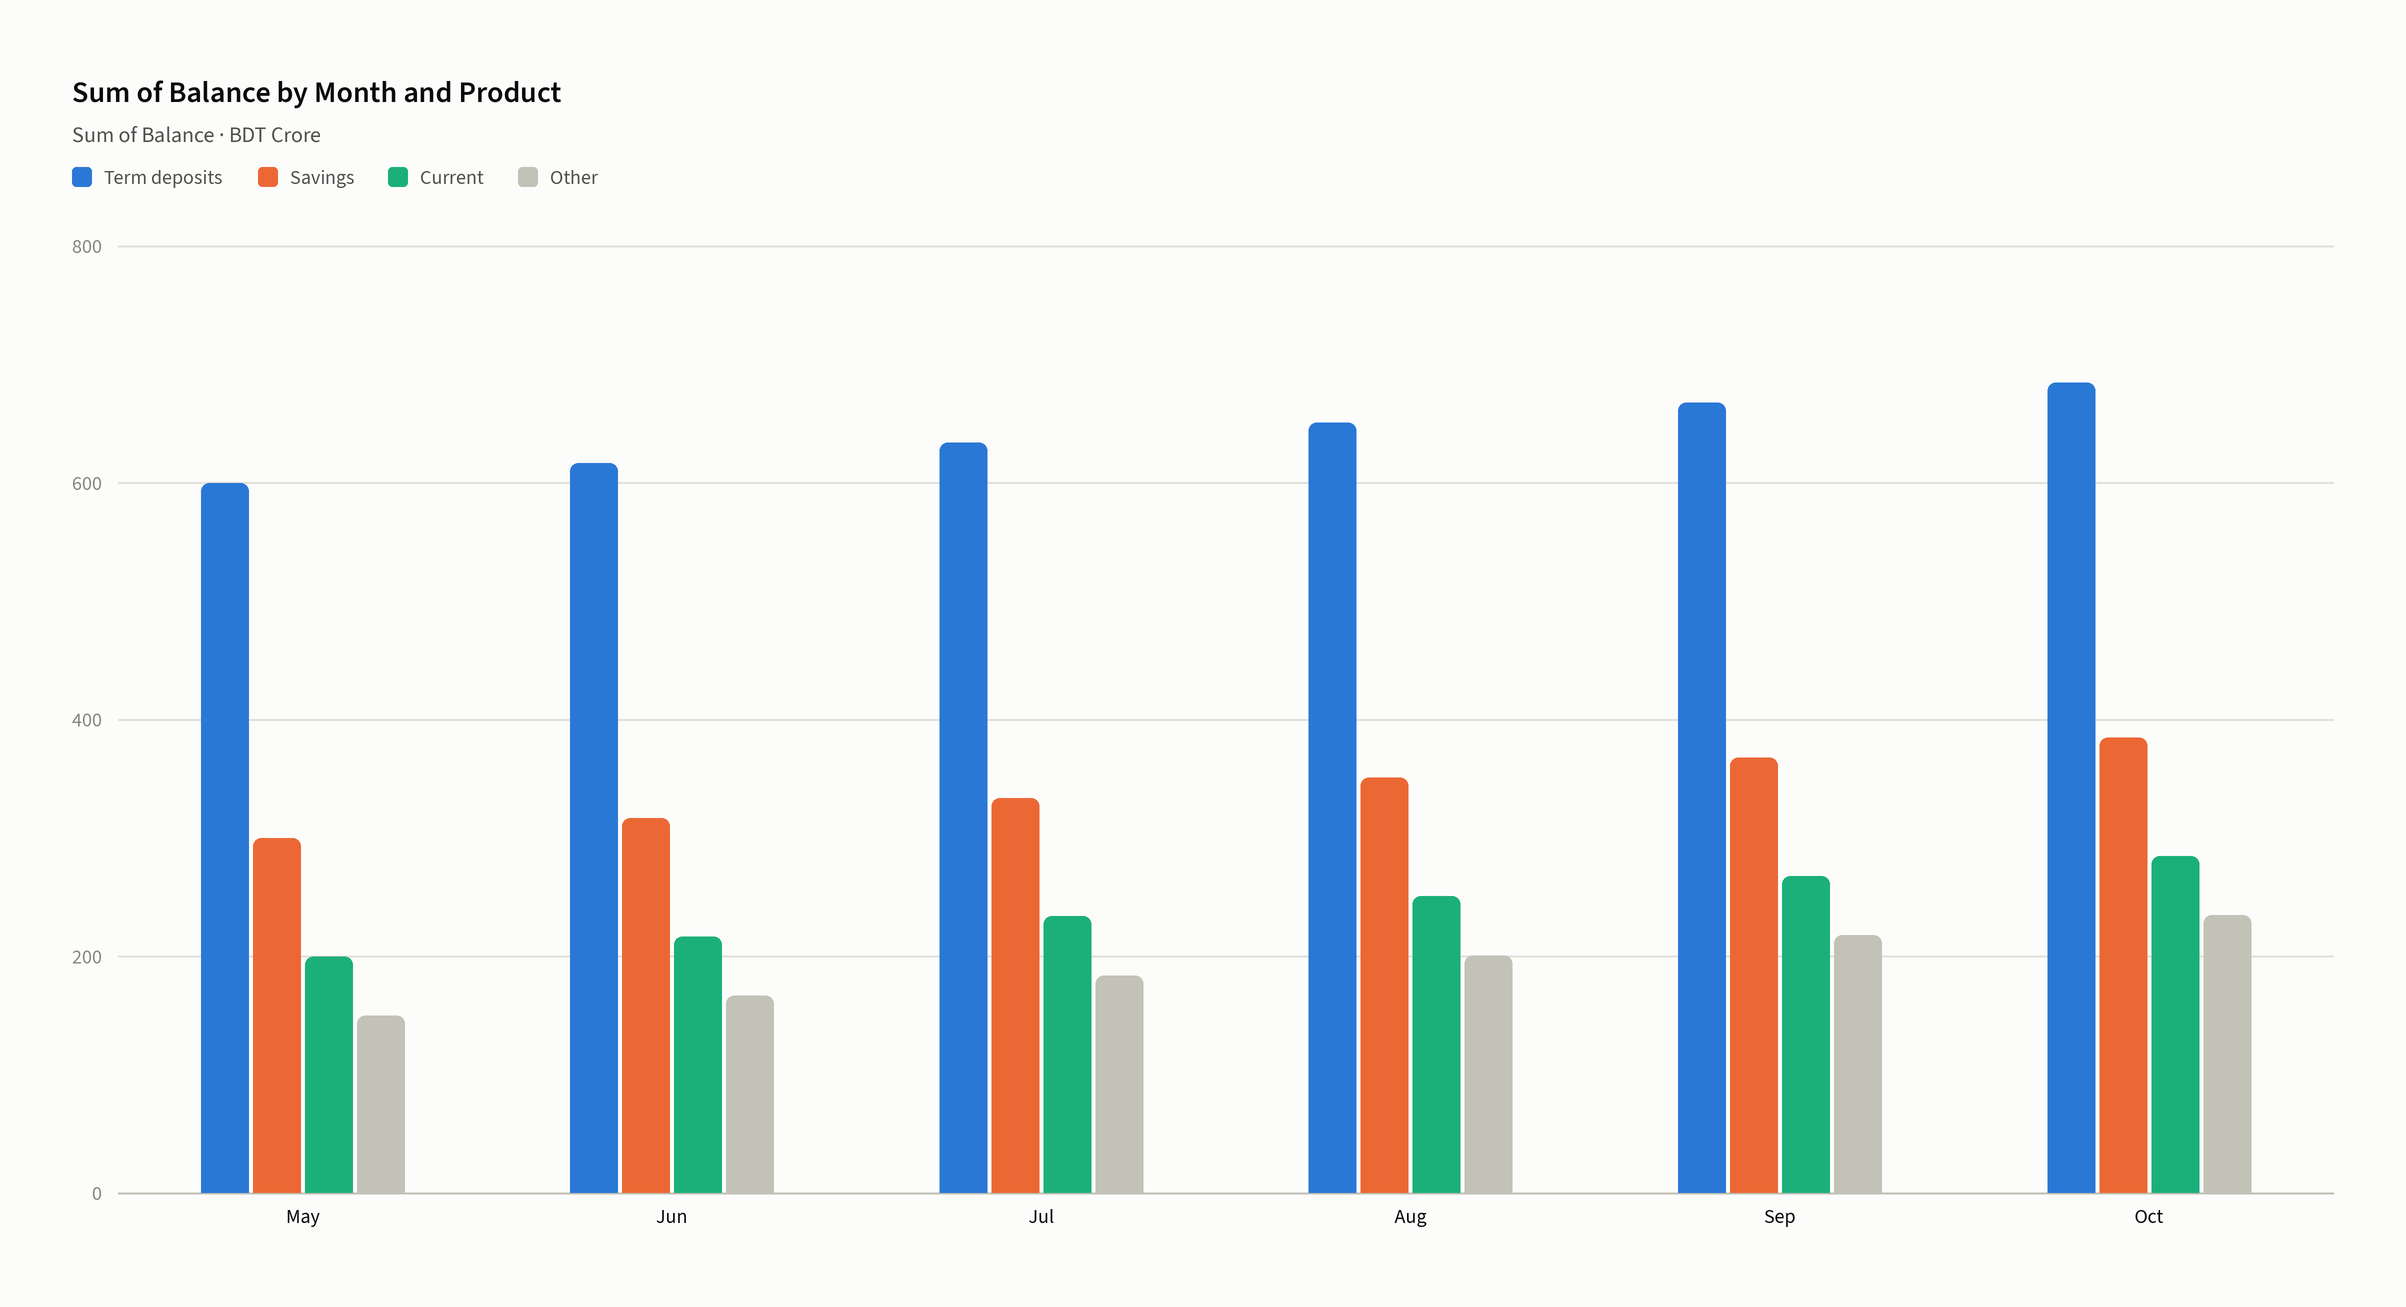 Sum of Balance by Month and Product
Sum of Balance · BDT Crore
Term deposits Savings Current Other
800
600
400
200
0
May Jun Jul Aug Sep Oct